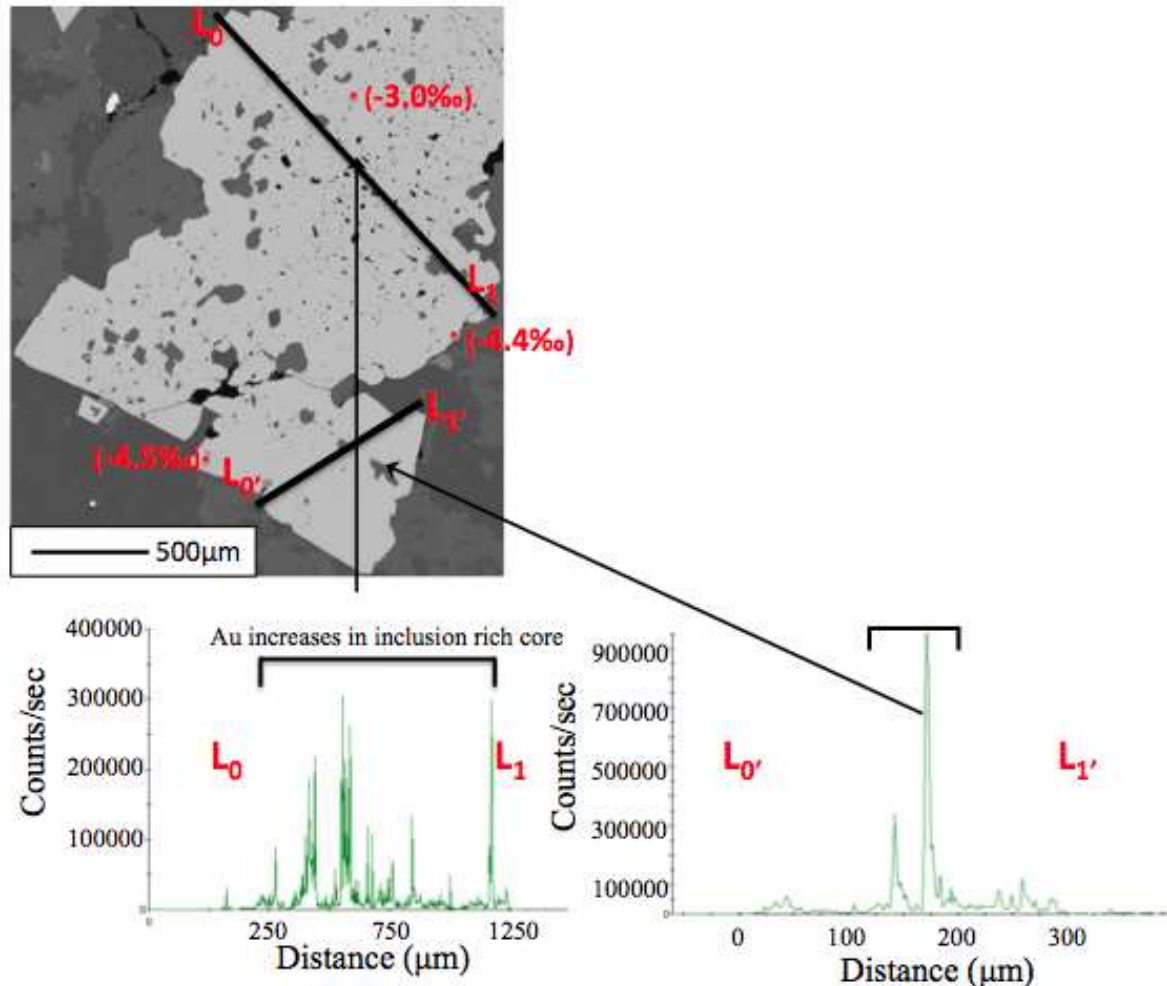 L0
(-3.0‰)
L1
(-4.4‰)
L1'
(-4.5‰)
L0'
500μm
400000
300000
200000
100000
0
Counts/sec
Au increases in inclusion rich core
L0
L1
0
250
750
1250
Distance (μm)
900000
700000
500000
300000
100000
Counts/sec
L0'
L1'
0
100
200
300
Distance (μm)